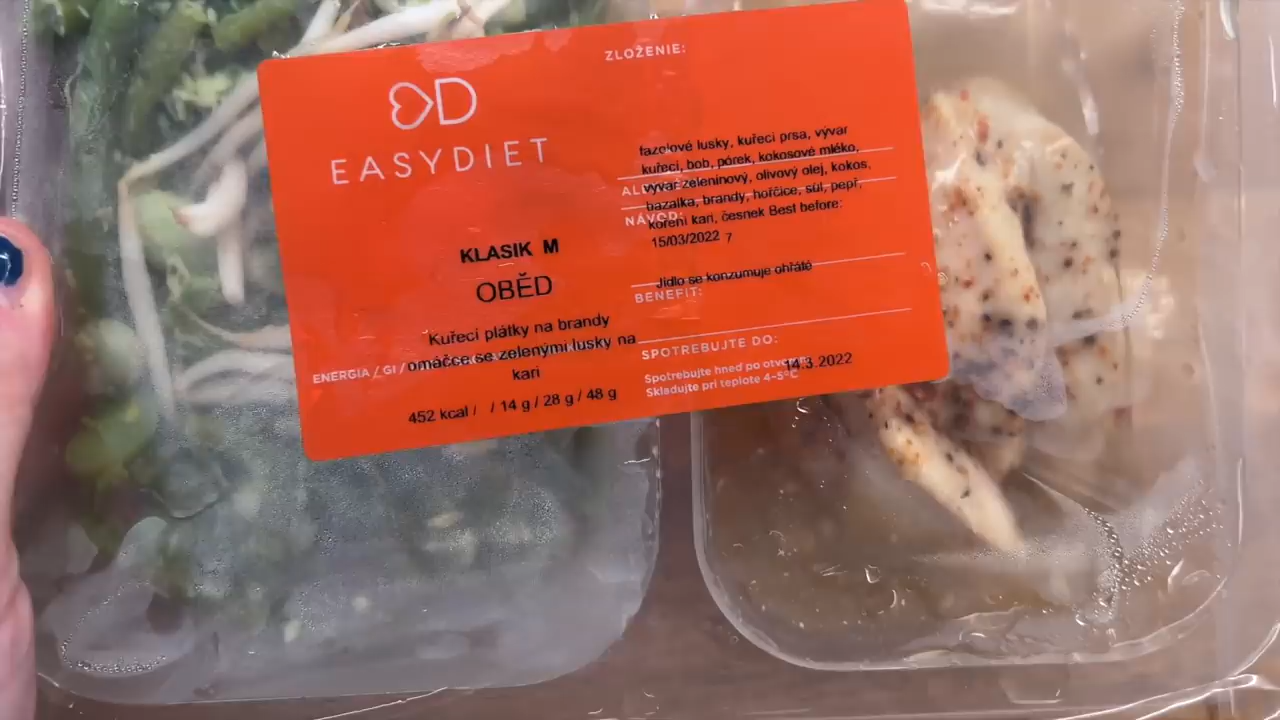 EASYDIET
KLASIK M
OBĚD
Kuřecí plátky na brandy
omáčce se zelenými lusky na
kari
ENERGIA / GI /
452 kcal / / 14 g / 28 g / 48 g
ZLOŽENIE:
fazolové lusky, kuřecí prsa, vývar
kuřecí, bob, pórek, kokosové mléko,
vývar zeleninový, olivový olej, kokos,
bazalka, brandy, hořčice, sůl, pepř,
koření kari, česnek Best before:
15/03/2022 7
NÁVOD:
Jídlo se konzumuje ohřáté
BENEFIT:
SPOTREBUJTE DO:
14.3.2022
Spotrebujte hneď po
Skladujte pri teplote 4-5°C